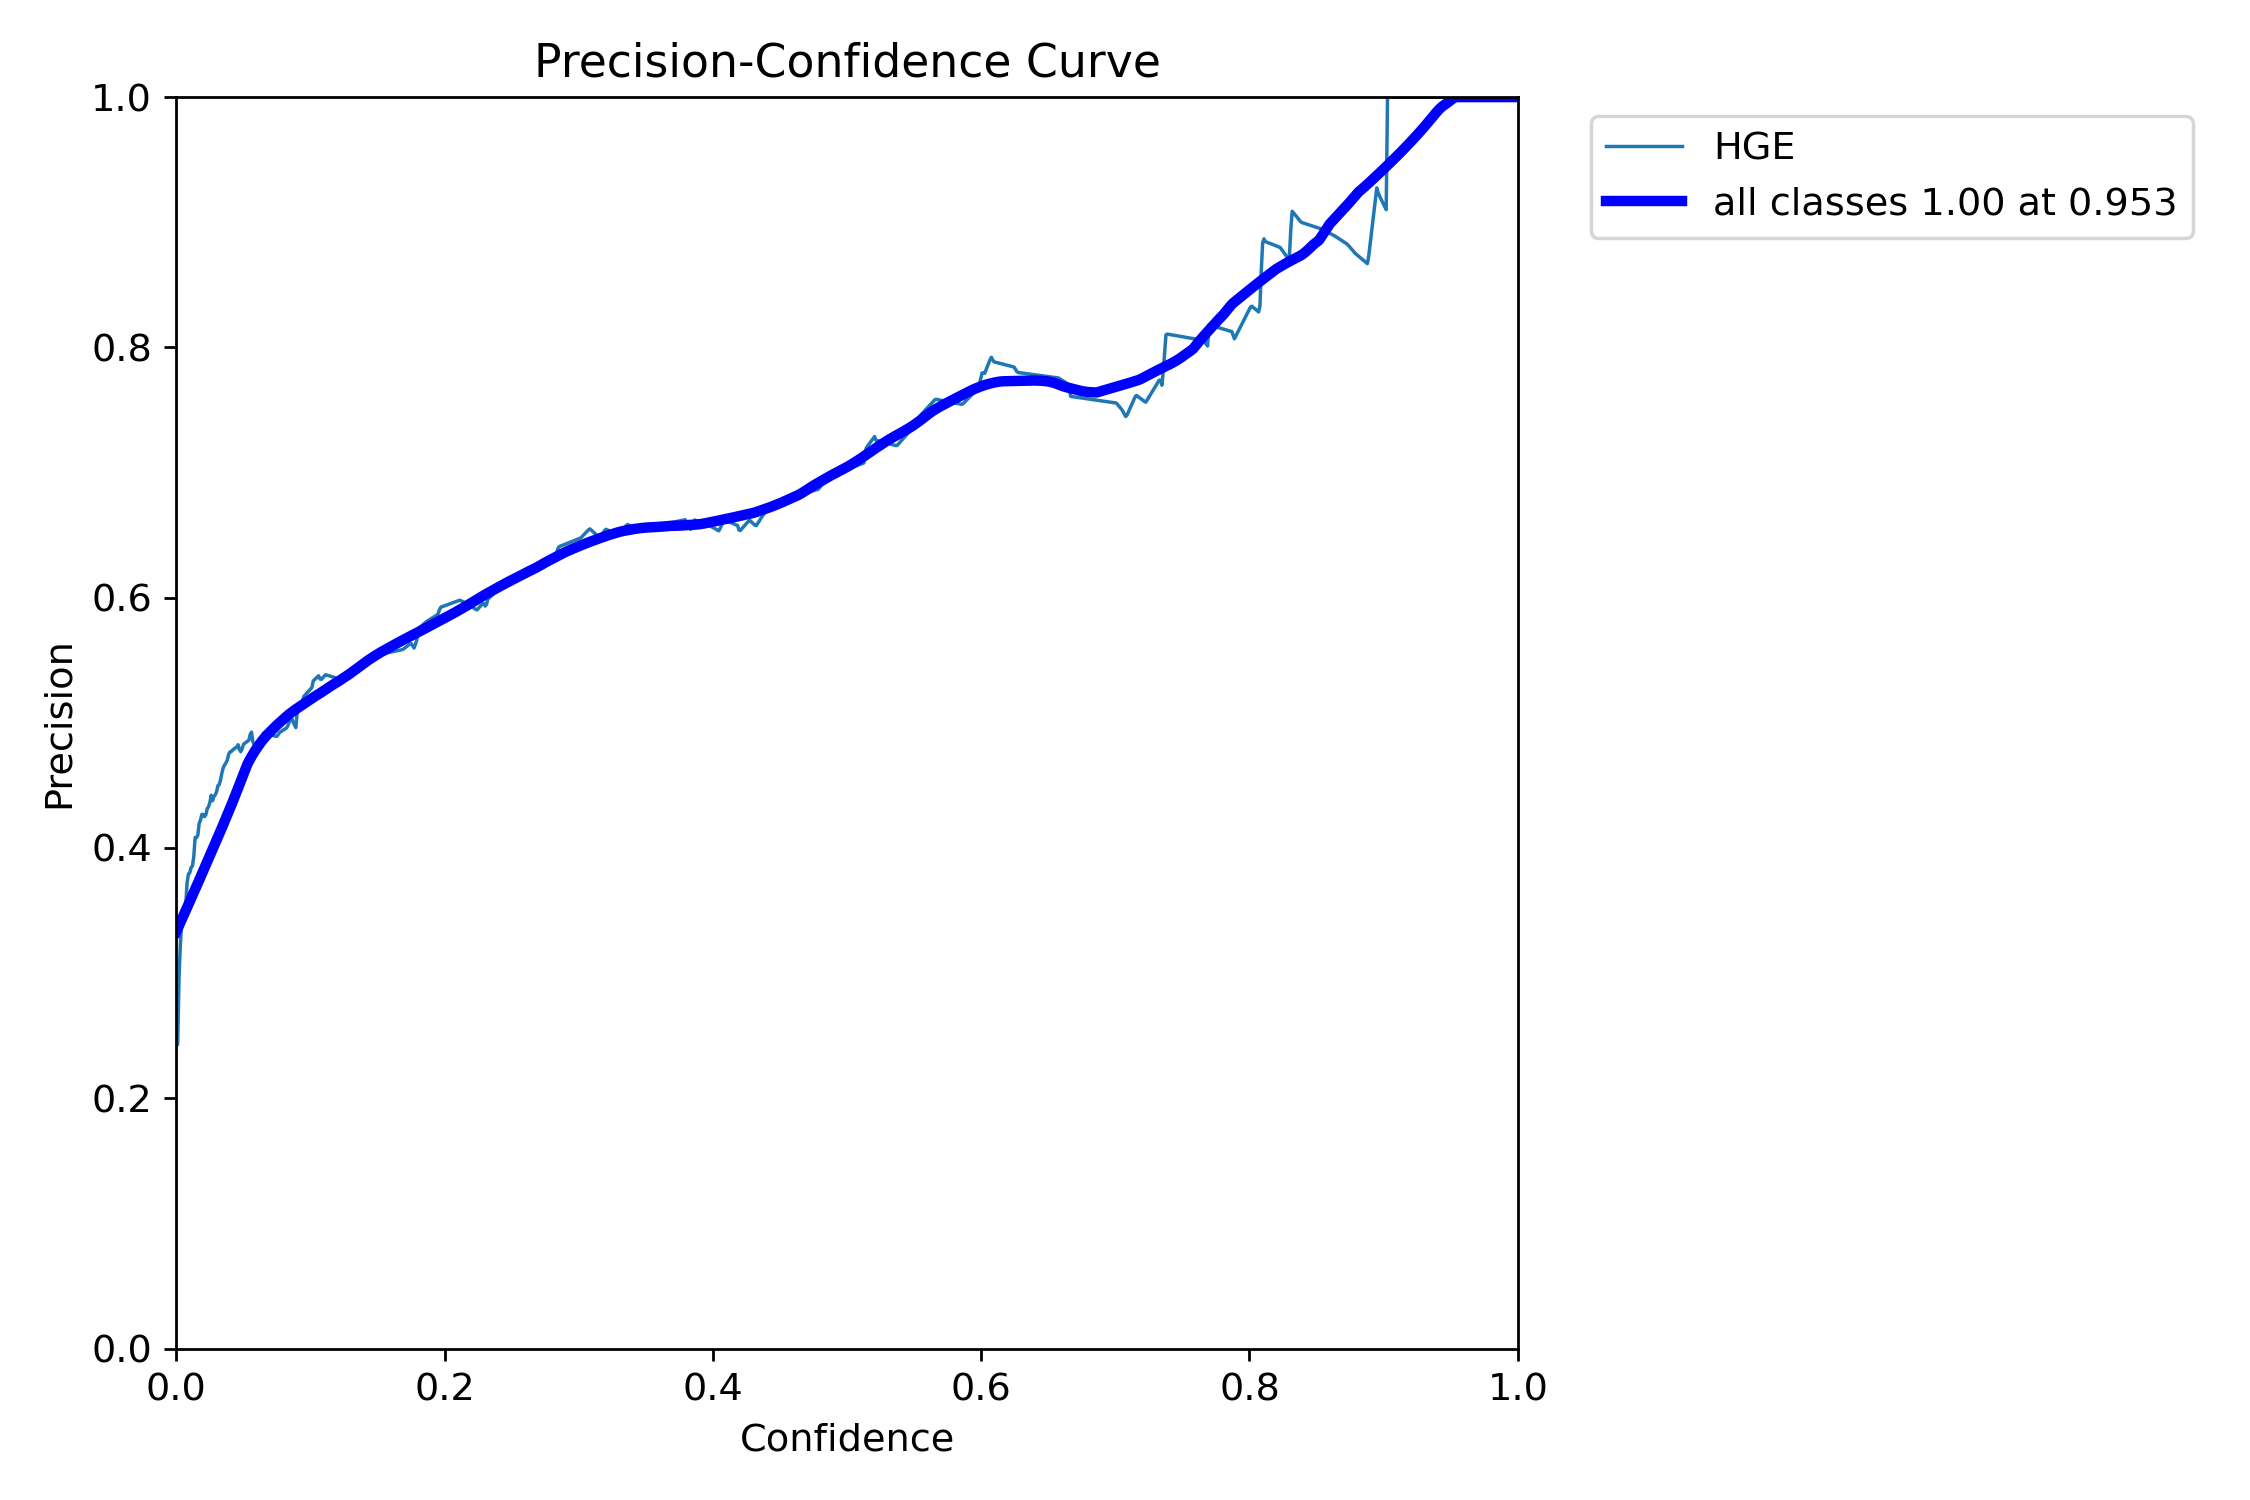 Precision-Confidence Curve
1.0
0.8
0.6
0.4
0.2
0.0
Precision
0.0 0.2 0.4 0.6 0.8 1.0
Confidence
HGE
all classes 1.00 at 0.953